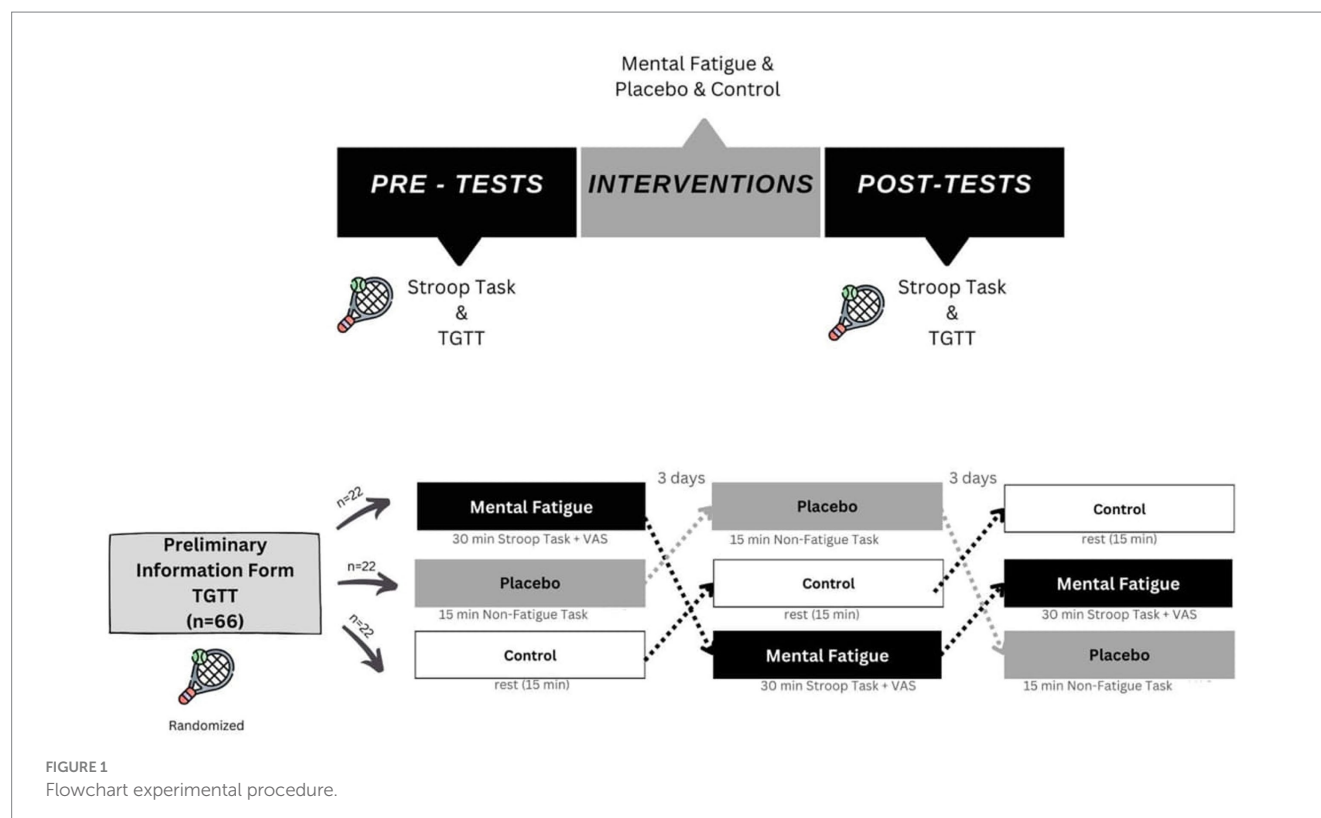 Mental Fatigue &
Placebo & Control
PRE - TESTS
INTERVENTIONS
POST-TESTS
Stroop Task
&
TGTT
Stroop Task
&
TGTT
3 days
3 days
n=22
n=22
n=22
Preliminary
Information Form
TGTT
(n=66)
Randomized
Mental Fatigue
30 min Stroop Task + VAS
Placebo
15 min Non-Fatigue Task
Control
rest (15 min)
Placebo
15 min Non-Fatigue Task
Control
rest (15 min)
Mental Fatigue
30 min Stroop Task + VAS
Control
rest (15 min)
Mental Fatigue
30 min Stroop Task + VAS
Placebo
15 min Non-Fatigue Task
FIGURE 1
Flowchart experimental procedure.